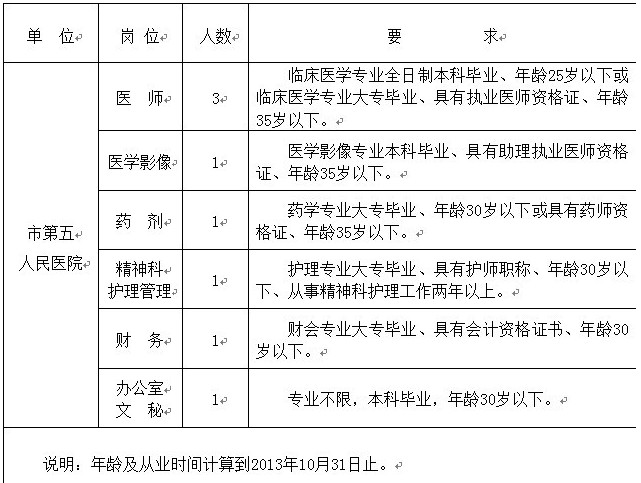 单 位 岗 位 人数 要 求
市第五
人民医院
医 师 3
临床医学专业全日制本科毕业、年龄25岁以下或
临床医学专业大专毕业、具有执业医师资格证、年龄
35岁以下。
医学影像 1
医学影像专业本科毕业、具有助理执业医师资格
证、年龄35岁以下。
药 剂 1
药学专业大专毕业、年龄30岁以下或具有药师资
格证、年龄35岁以下。
精神科
护理管理 1
护理专业大专毕业、具有护师职称、年龄30岁以
下、从事精神科护理工作两年以上。
财 务 1
财会专业大专毕业、具有会计资格证书、年龄30
岁以下。
办公室
文 秘 1
专业不限，本科毕业，年龄30岁以下。
说明：年龄及从业时间计算到2013年10月31日止。